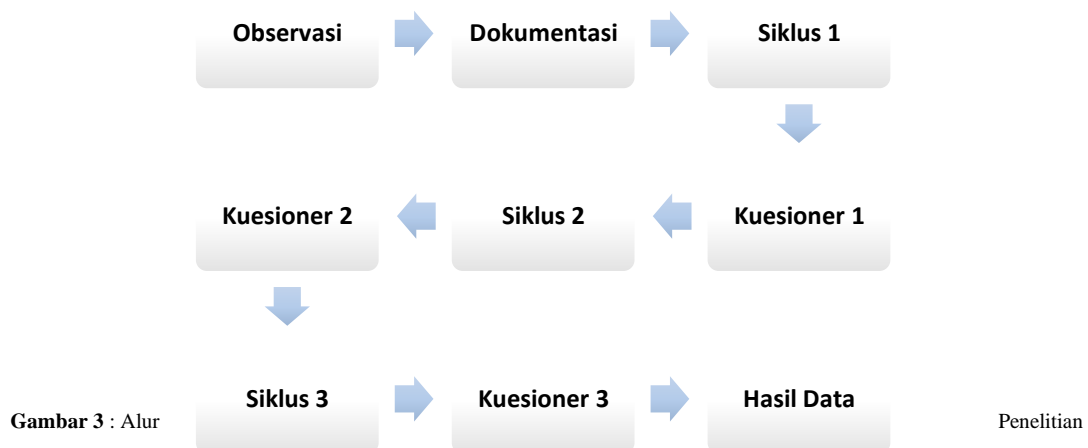 Observasi Dokumentasi Siklus 1
Kuesioner 2 Siklus 2 Kuesioner 1
Siklus 3 Kuesioner 3 Hasil Data
Gambar 3 : Alur Penelitian